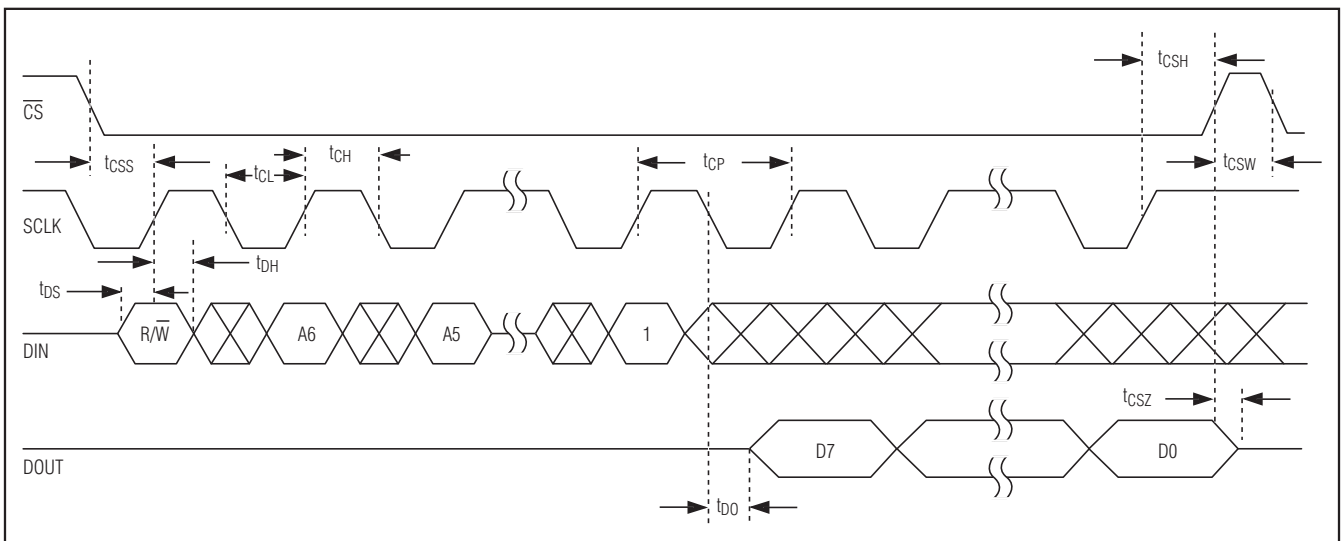 tCSH
CS
tCSS
tCL
tCH
tCP
tCSW
SCLK
tDH
tDS
R/W
A6
A5
1
DIN
tCSZ
D7
D0
DOUT
tDO